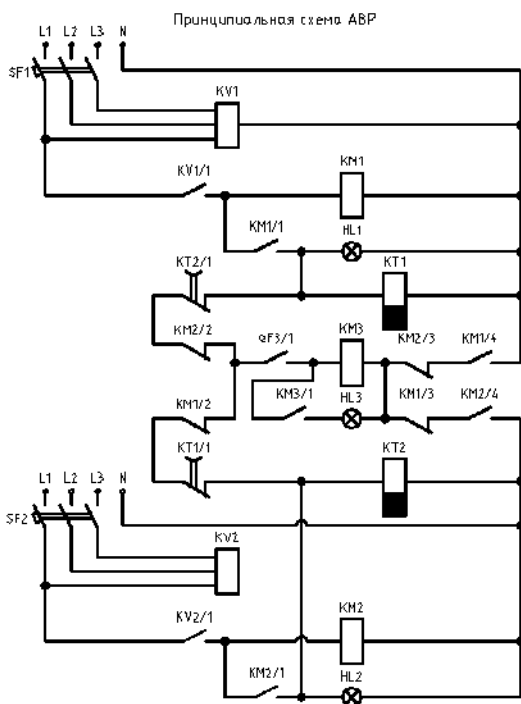 Принципиальная схема АВР
L1 L2 L3 N
SF1
KV1
KV1/1
KM1
KM1/1
HL1
KT2/1
KT1
KM2/2
QF3/1
KM3
KM2/3
KM1/4
KM1/2
KM3/1
HL3
KM1/3
KM2/4
KT1/1
KT2
L1 L2 L3 N
SF2
KV2
KV2/1
KM2
KM2/1
HL2